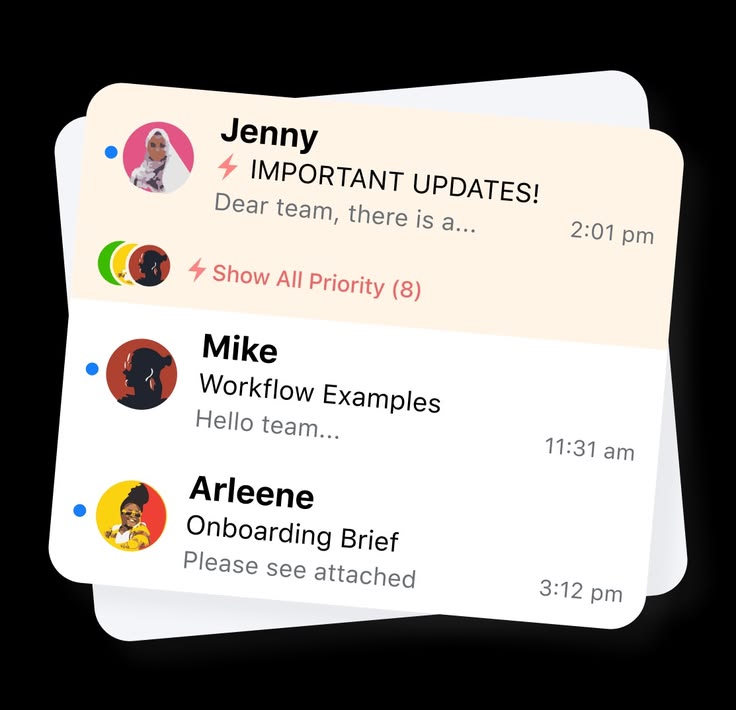 Jenny
⚡ IMPORTANT UPDATES!
Dear team, there is a...
2:01 pm
⚡ Show All Priority (8)
Mike
Workflow Examples
Hello team...
11:31 am
Arleene
Onboarding Brief
Please see attached
3:12 pm